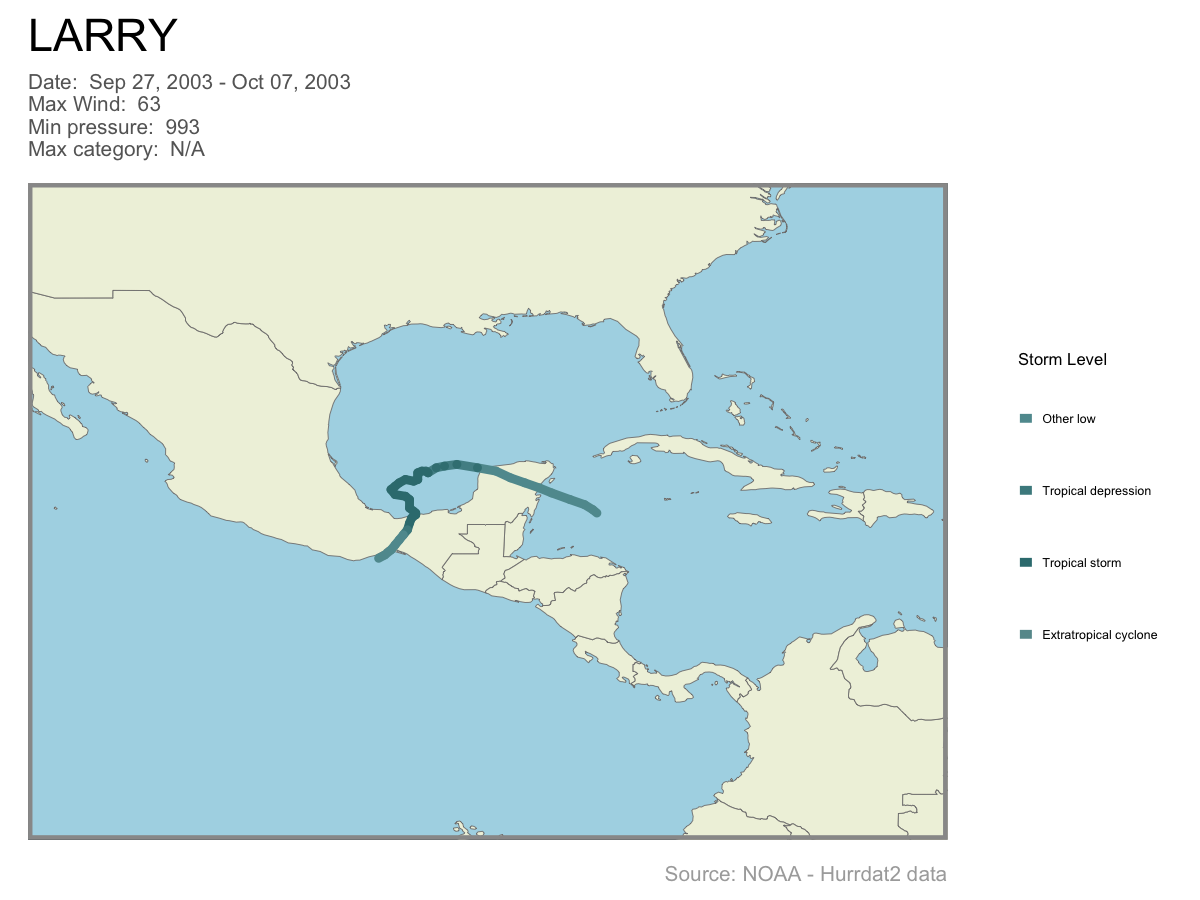 LARRY
Date:  Sep 27, 2003 - Oct 07, 2003
Max Wind:  63
Min pressure:  993
Max category:  N/A
Storm Level
Other low
Tropical depression
Tropical storm
Extratropical cyclone
Source: NOAA - Hurrdat2 data